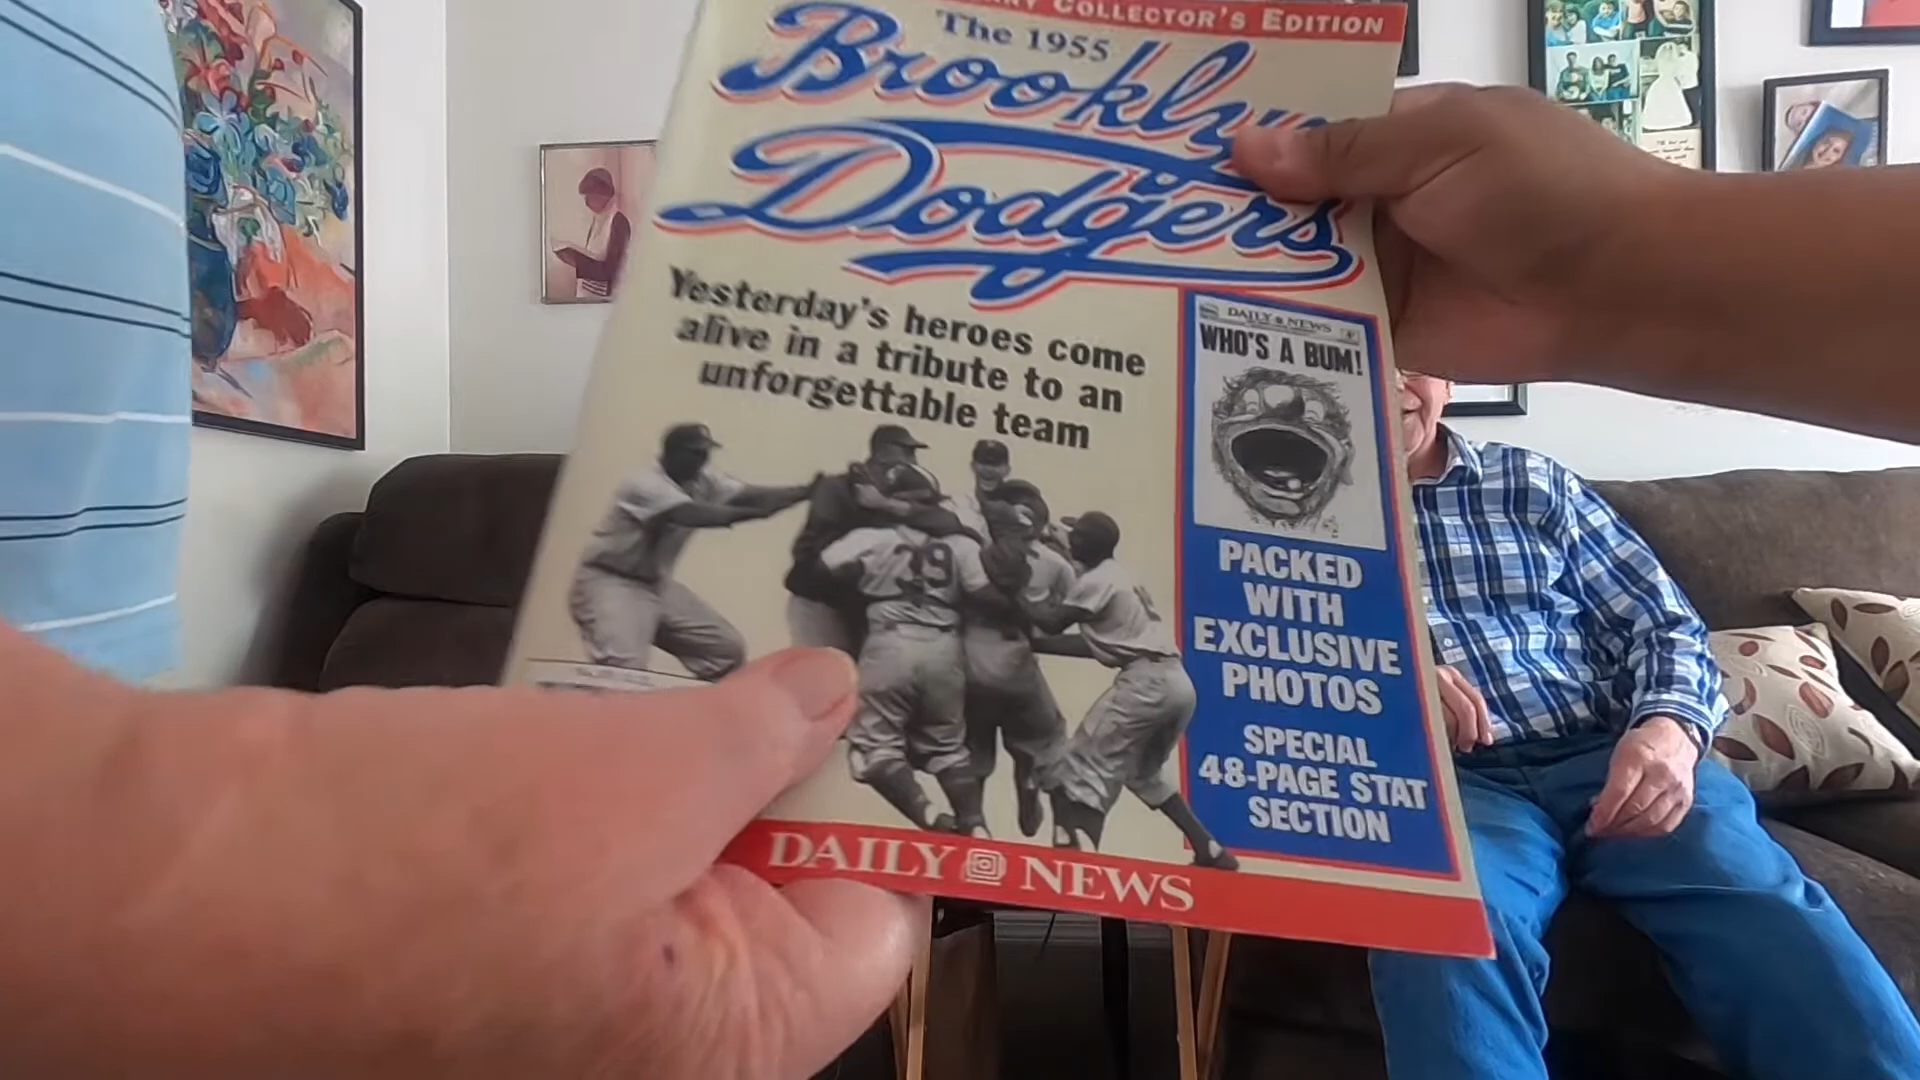 COLLECTOR'S EDITION
The 1955
Brooklyn
Dodgers
Yesterday's heroes come
alive in a tribute to an
unforgettable team
DAILY NEWS
WHO'S A BUM!
PACKED
WITH
EXCLUSIVE
PHOTOS
SPECIAL
48-PAGE STAT
SECTION
39
DAILY NEWS